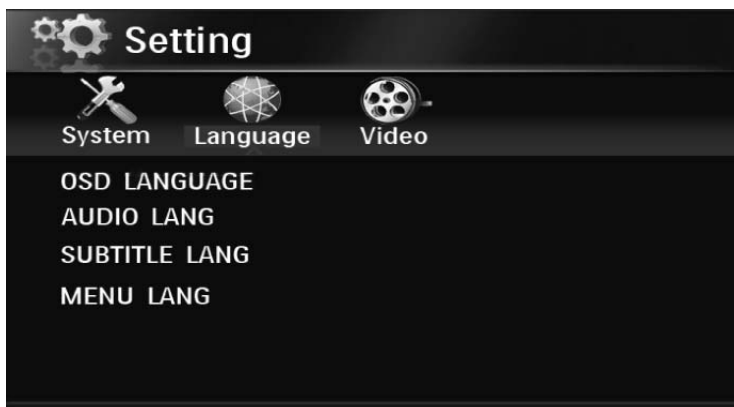 Setting
System Language Video
OSD LANGUAGE
AUDIO LANG
SUBTITLE LANG
MENU LANG